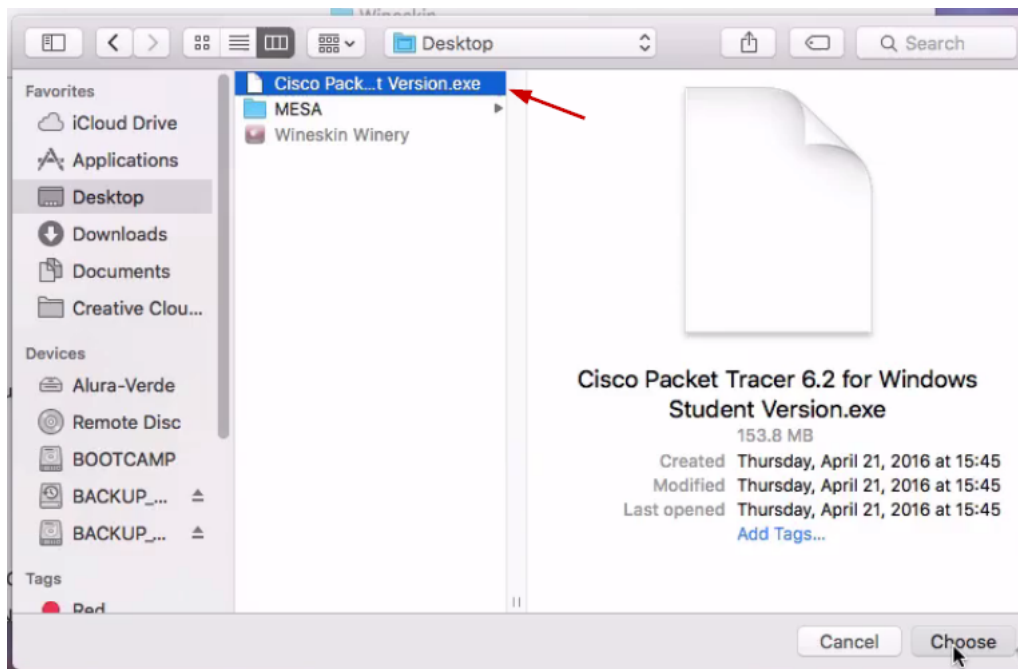 Wineskin
Desktop
Search
Favorites
iCloud Drive
Applications
Desktop
Downloads
Documents
Creative Clou...
Devices
Alura-Verde
Remote Disc
BOOTCAMP
BACKUP_...
BACKUP_...
Tags
Red
Cisco Pack...t Version.exe
MESA
Wineskin Winery
Cisco Packet Tracer 6.2 for Windows
Student Version.exe
153.8 MB
Created Thursday, April 21, 2016 at 15:45
Modified Thursday, April 21, 2016 at 15:45
Last opened Thursday, April 21, 2016 at 15:45
Add Tags...
Cancel
Choose